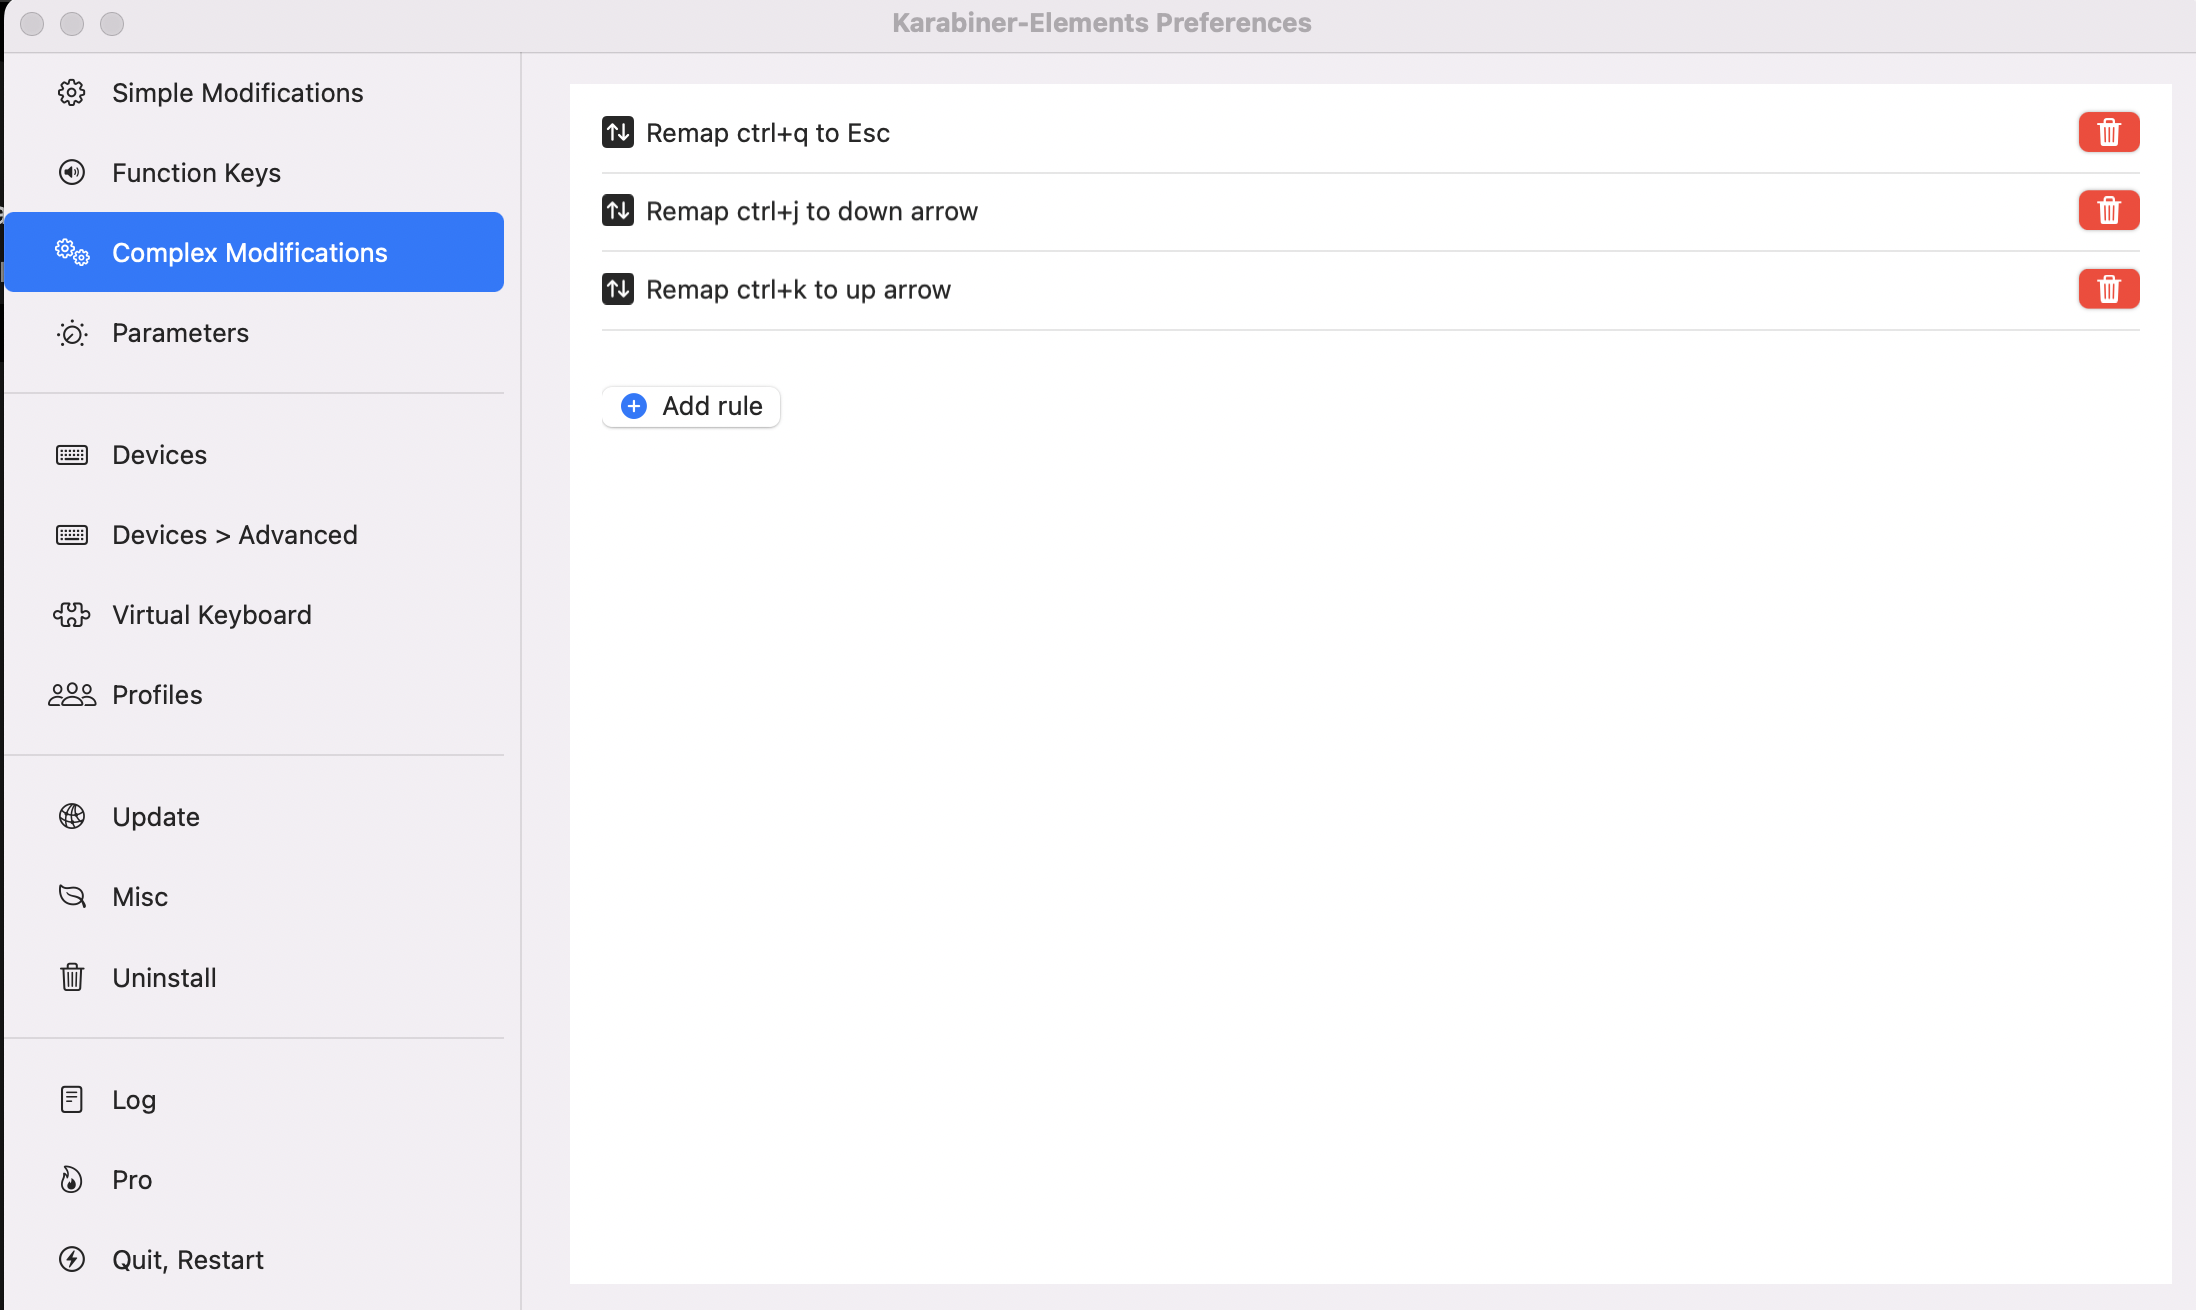 Karabiner-Elements Preferences
Simple Modifications
Function Keys
Complex Modifications
Parameters
Devices
Devices > Advanced
Virtual Keyboard
Profiles
Update
Misc
Uninstall
Log
Pro
Quit, Restart
Remap ctrl+q to Esc
Remap ctrl+j to down arrow
Remap ctrl+k to up arrow
Add rule